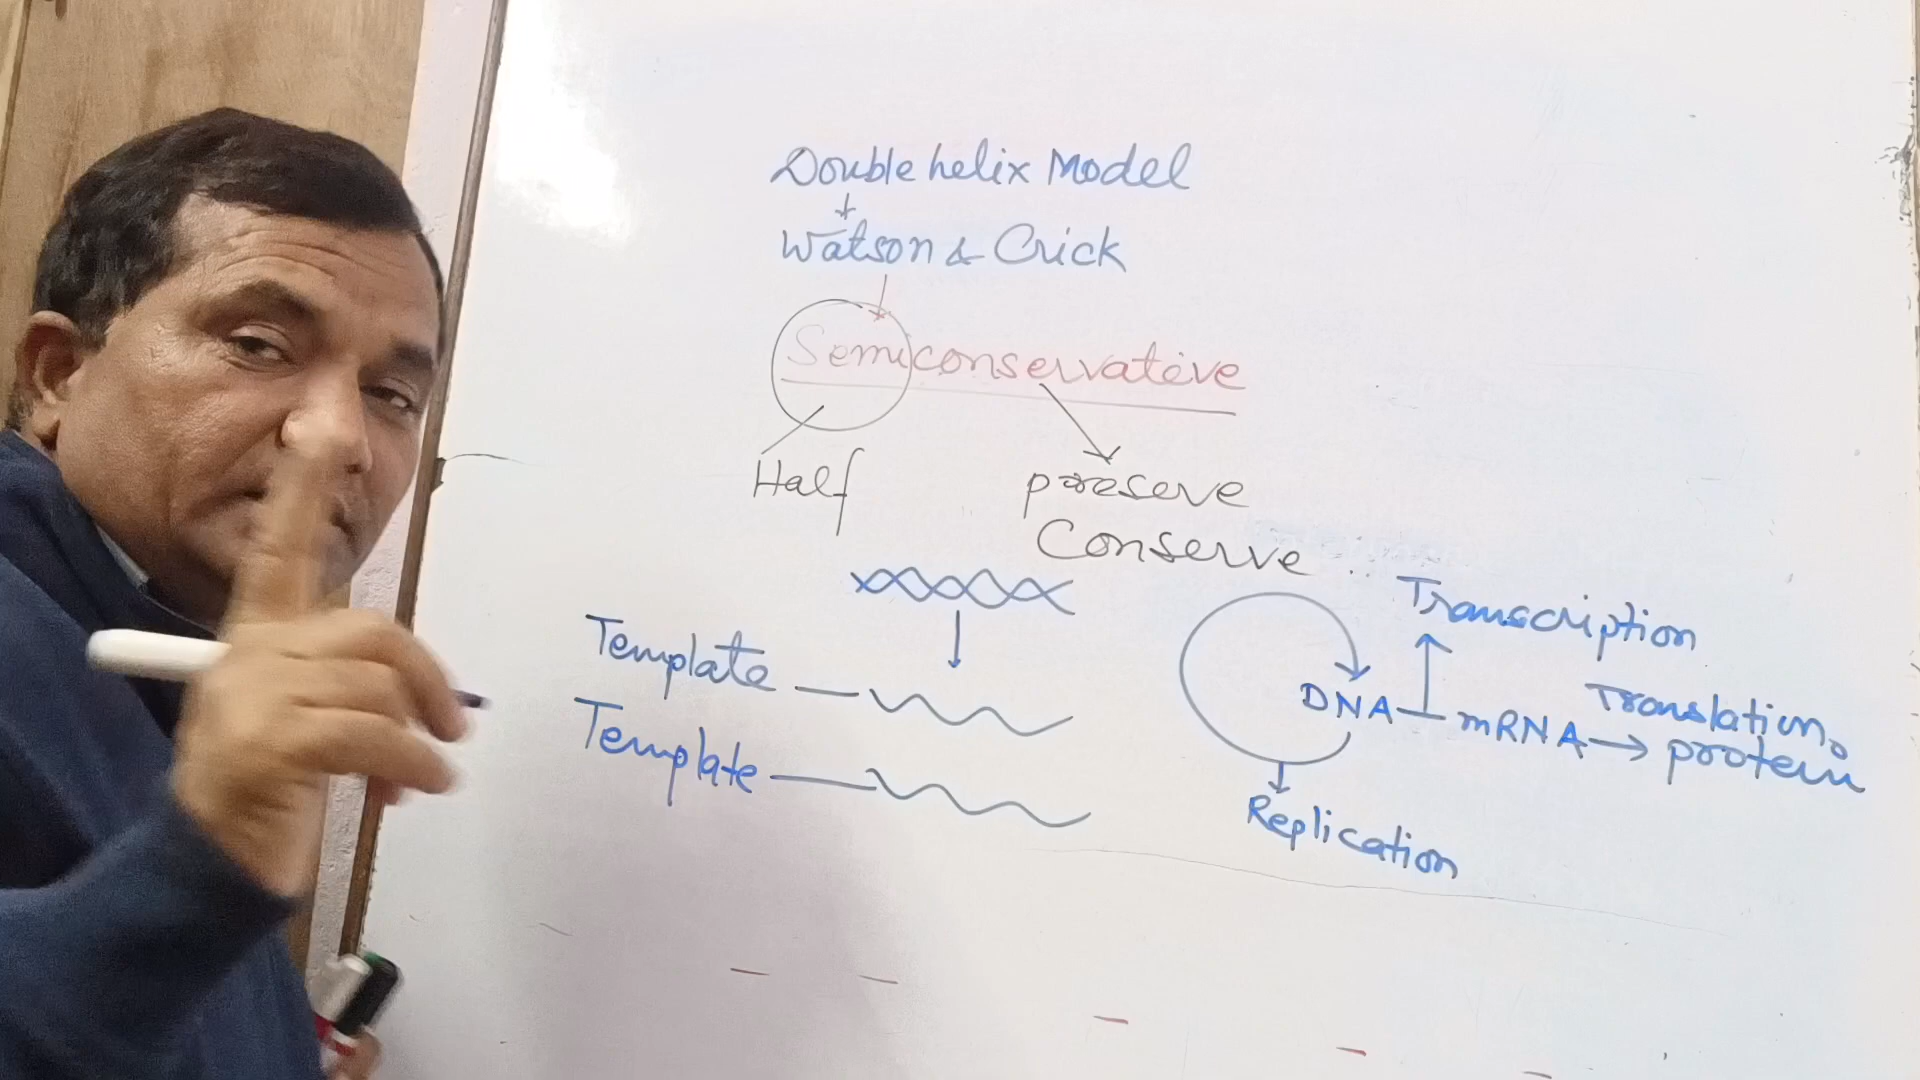 Double helix Model
Watson & Crick
Semiconservative
Half
preserve
Conserve
Template
Template
Transcription
Translation
DNA
mRNA
protein
Replication